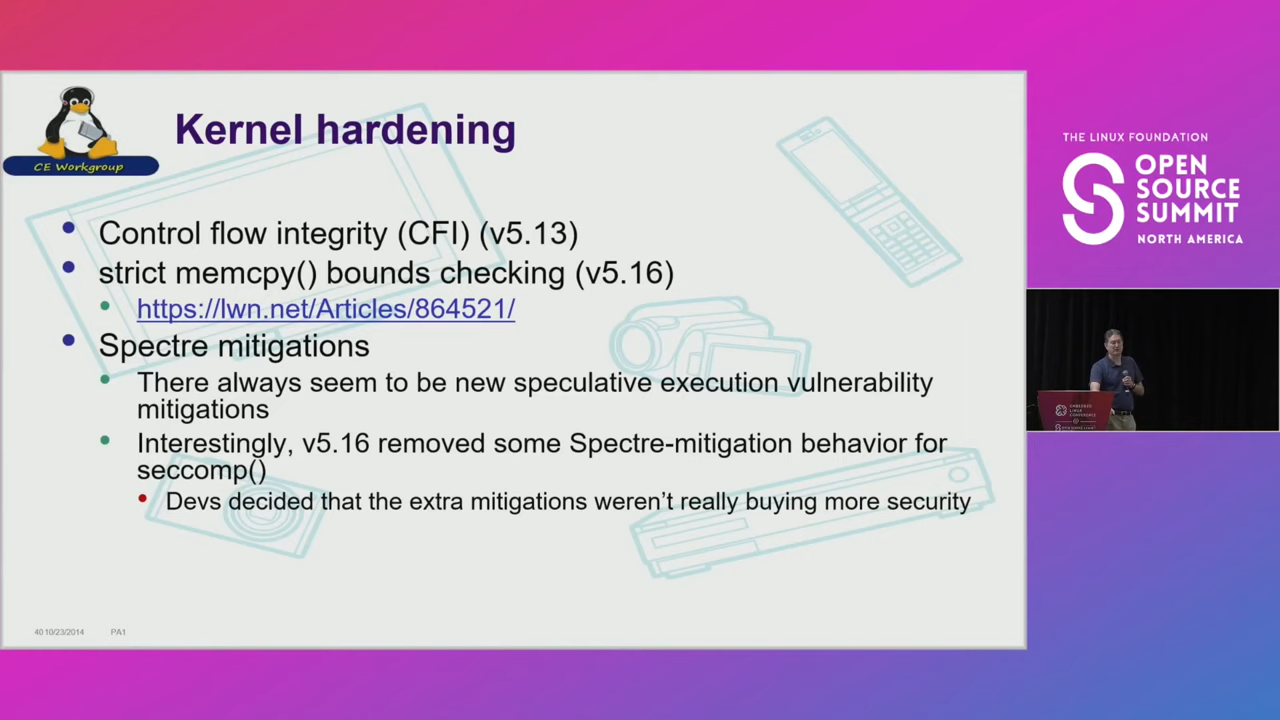 CE Workgroup
Kernel hardening
Control flow integrity (CFI) (v5.13)
strict memcpy() bounds checking (v5.16)
https://lwn.net/Articles/864521/
Spectre mitigations
There always seem to be new speculative execution vulnerability
mitigations
Interestingly, v5.16 removed some Spectre-mitigation behavior for
seccomp()
Devs decided that the extra mitigations weren't really buying more security
40 10/23/2014 PA1
THE LINUX FOUNDATION
OPEN
SOURCE
SUMMIT
NORTH AMERICA
EMBEDDED
LINUX
CONFERENCE